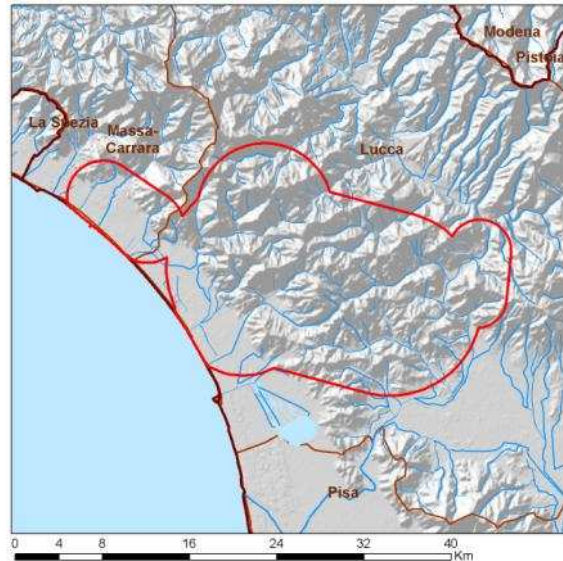 Modena
Pistoia
La Spezia
Massa-
Carrara
Lucca
Pisa
0 4 8 16 24 32 40
Km